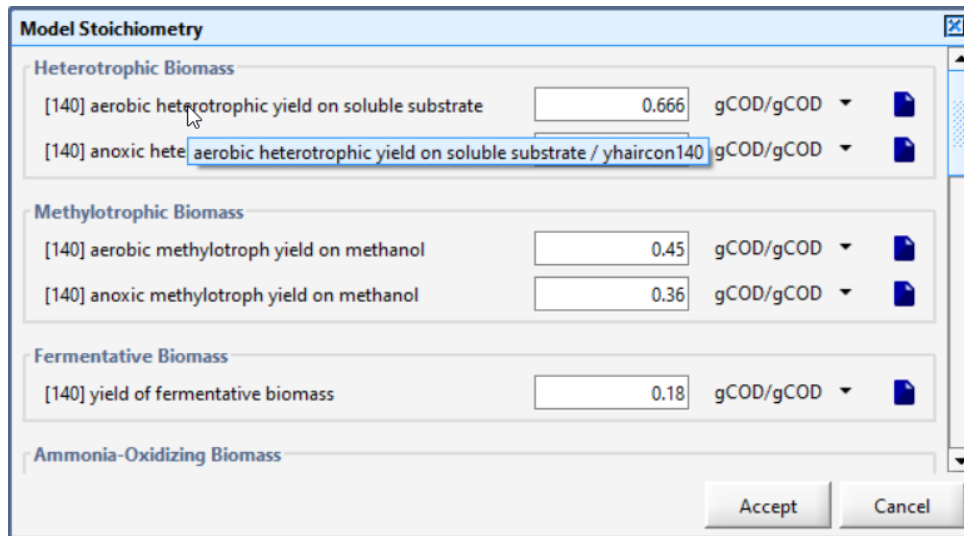 Model Stoichiometry
Heterotrophic Biomass
[140] aerobic heterotrophic yield on soluble substrate 0.666 gCOD/gCOD
[140] anoxic hete gCOD/gCOD
aerobic heterotrophic yield on soluble substrate / yhaircon140
Methylotrophic Biomass
[140] aerobic methylotroph yield on methanol 0.45 gCOD/gCOD
[140] anoxic methylotroph yield on methanol 0.36 gCOD/gCOD
Fermentative Biomass
[140] yield of fermentative biomass 0.18 gCOD/gCOD
Ammonia-Oxidizing Biomass
Accept Cancel